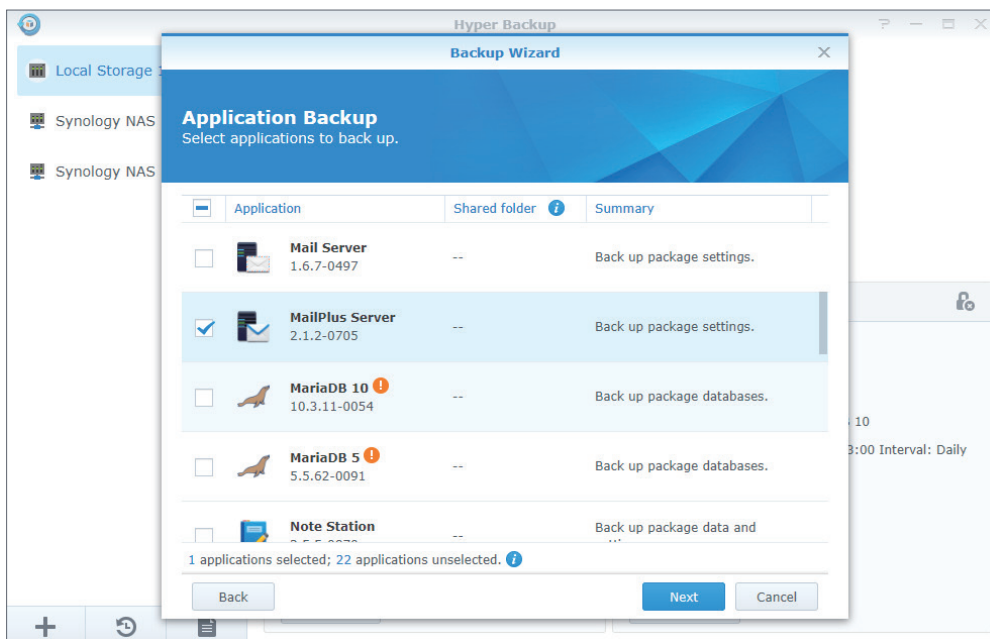 Hyper Backup
Local Storage
Synology NAS
Synology NAS
Backup Wizard
Application Backup
Select applications to back up.
Application Shared folder Summary
Mail Server
1.6.7-0497
-- Back up package settings.
MailPlus Server
2.1.2-0705
-- Back up package settings.
MariaDB 10
10.3.11-0054
-- Back up package databases.
MariaDB 5
5.5.62-0091
-- Back up package databases.
Note Station
-- Back up package data and
1 applications selected; 22 applications unselected.
Back Next Cancel
10
3:00 Interval: Daily